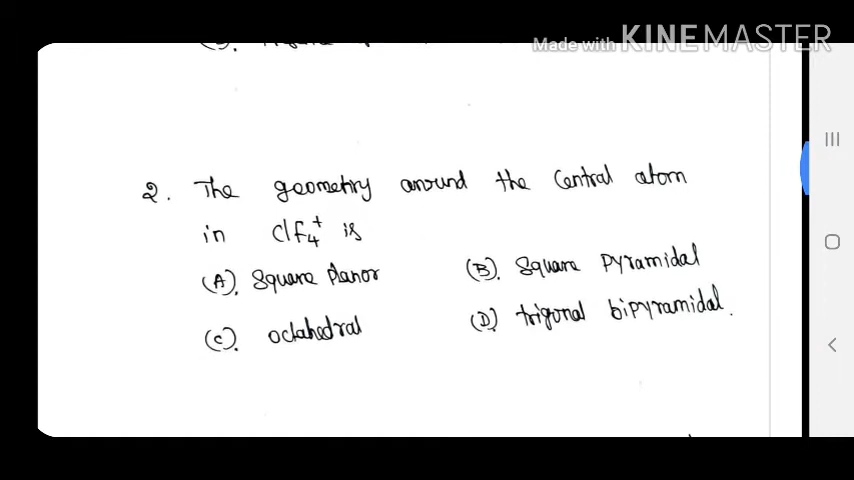 Made with KINEMASTER
2. The geometry around the Central atom
in ClF4+ is
(A). Square planor
(B). Square pyramidal
(C). octahedral
(D). trigonal bipyramidal.